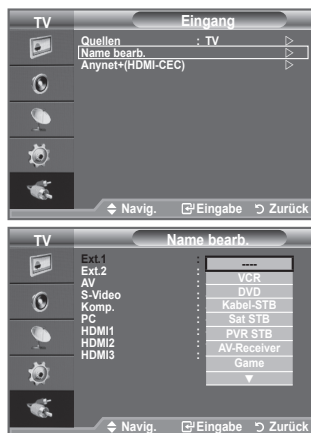 TV Eingang
Quellen : TV ▷
Name bearb. ▷
Anynet+(HDMI-CEC) ▷
Navig. Eingabe Zurück
TV Name bearb.
Ext.1 : ----
Ext.2 : VCR
AV : DVD
S-Video : Kabel-STB
Komp. : Sat STB
PC : PVR STB
HDMI1 : AV-Receiver
HDMI2 : Game
HDMI3 : ▼
Navig. Eingabe Zurück